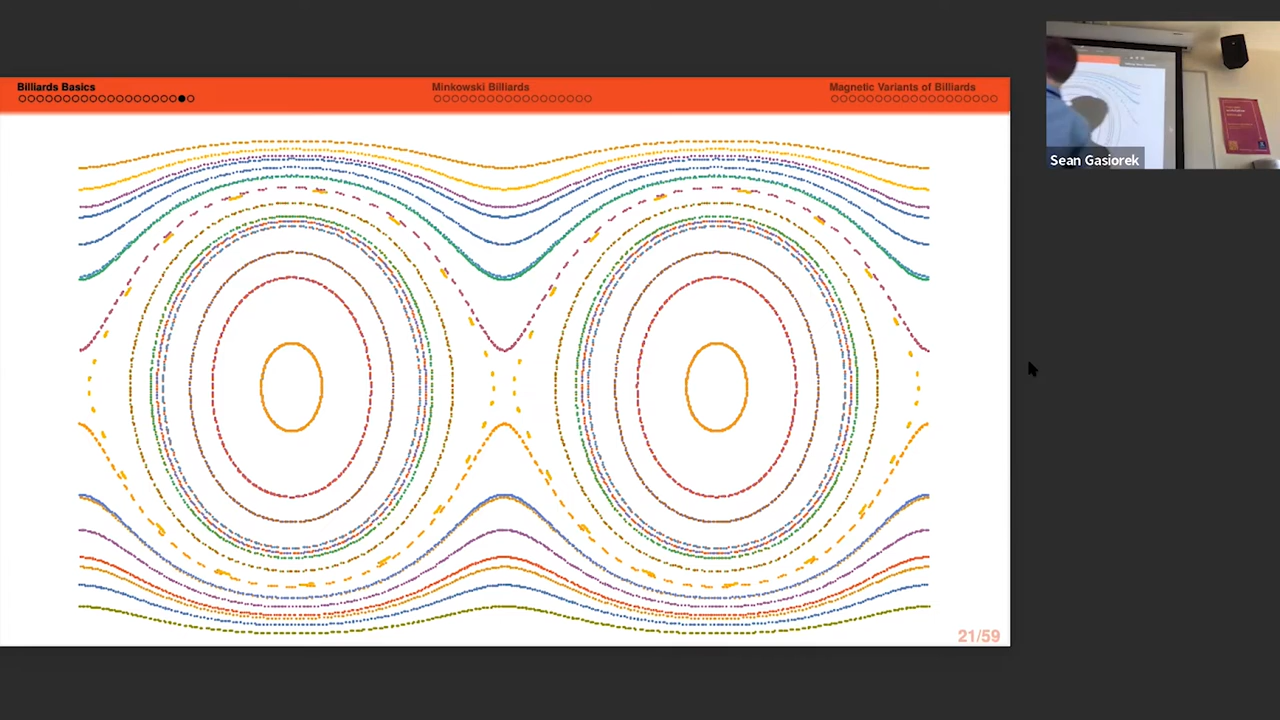 Billiards Basics
Minkowski Billiards
Magnetic Variants of Billiards
Sean Gasiorek
21/59